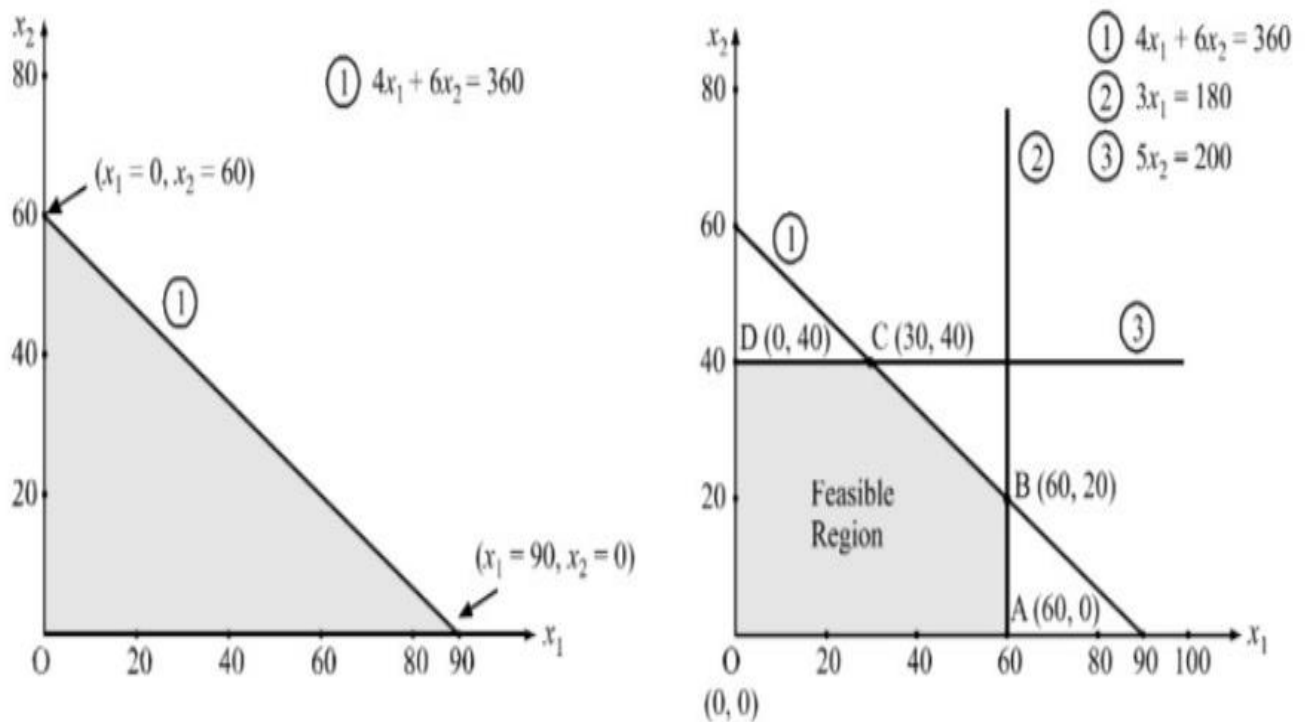 x₂
80
① 4x₁ + 6x₂ = 360
(x₁ = 0, x₂ = 60)
60
①
40
20
(x₁ = 90, x₂ = 0)
x₁
O 20 40 60 80 90
x₂
① 4x₁ + 6x₂ = 360
80
② 3x₁ = 180
②
③ 5x₂ = 200
60
①
D (0, 40) C (30, 40)
③
40
20
Feasible
Region
B (60, 20)
A (60, 0)
x₁
O 20 40 60 80 90 100
(0, 0)